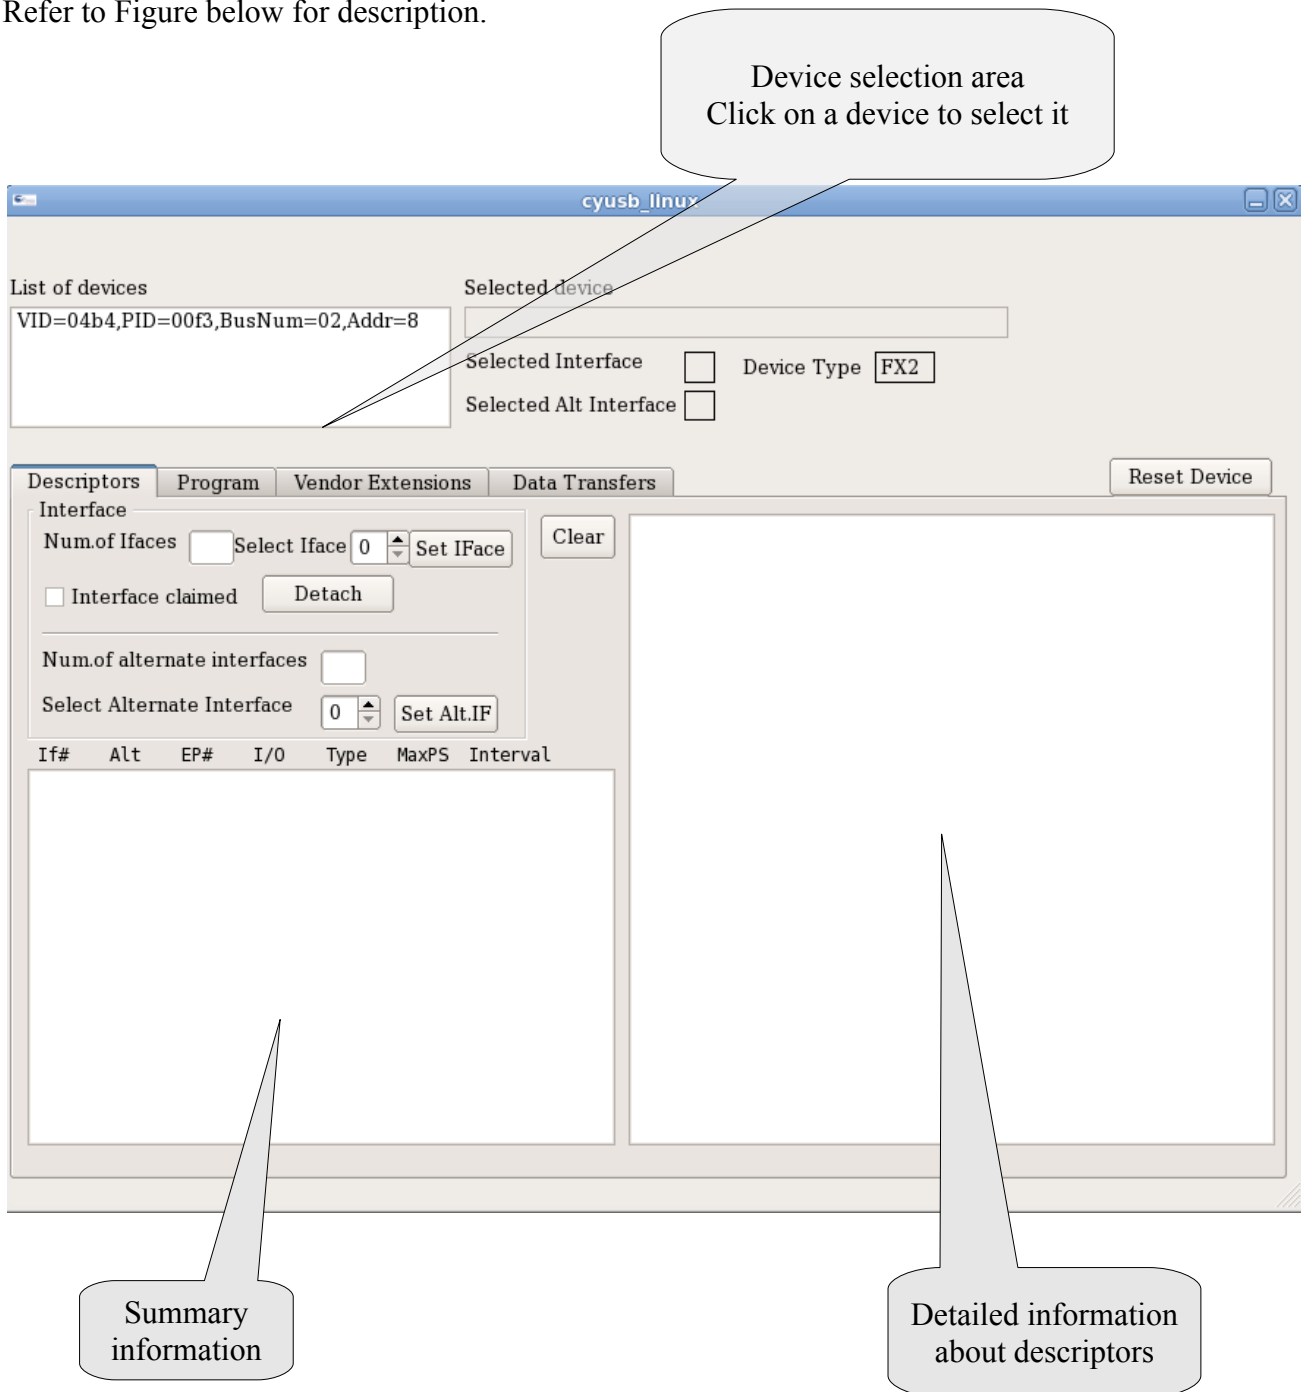 Refer to Figure below for description.
Device selection area
Click on a device to select it
cyusb_linux
List of devices
Selected device
VID=04b4,PID=00f3,BusNum=02,Addr=8
Selected Interface
Device Type FX2
Selected Alt Interface
Descriptors Program Vendor Extensions Data Transfers
Reset Device
Interface
Num.of Ifaces Select Iface 0 Set IFace
Clear
Interface claimed Detach
Num.of alternate interfaces
Select Alternate Interface 0 Set Alt.IF
If# Alt EP# I/O Type MaxPS Interval
Summary
information
Detailed information
about descriptors